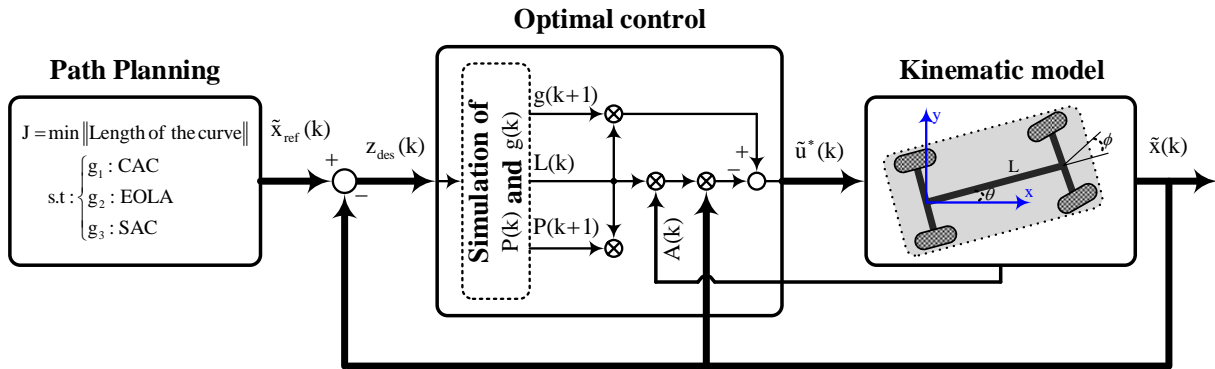 Optimal control
Path Planning
Kinematic model
J = min ||Length of the curve||
s.t :
g₁ : CAC
g₂ : EOLA
g₃ : SAC
x̃ref (k)
+
−
z_des (k)
Simulation of
P(k) and g(k)
g(k+1)
L(k)
P(k+1)
A(k)
+
−
ũ*(k)
y
x
L
θ
ϕ
x̃(k)